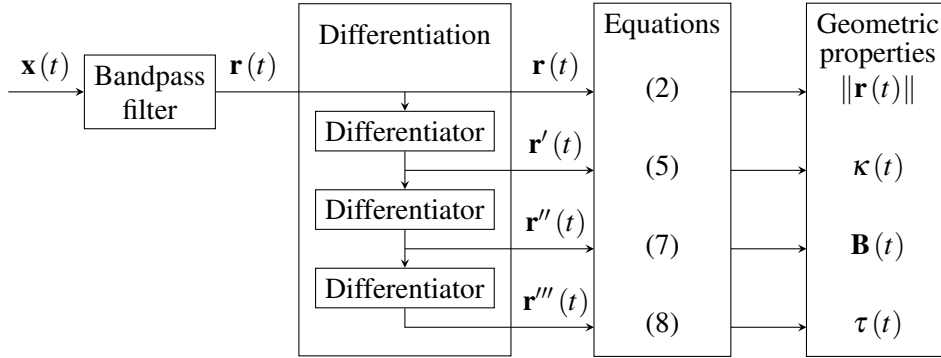 Differentiation
Equations
Geometric
properties
x(t)
Bandpass
filter
r(t)
r(t)
(2)
‖r(t)‖
Differentiator
r′(t)
(5)
κ(t)
Differentiator
r″(t)
(7)
B(t)
Differentiator
r‴(t)
(8)
τ(t)